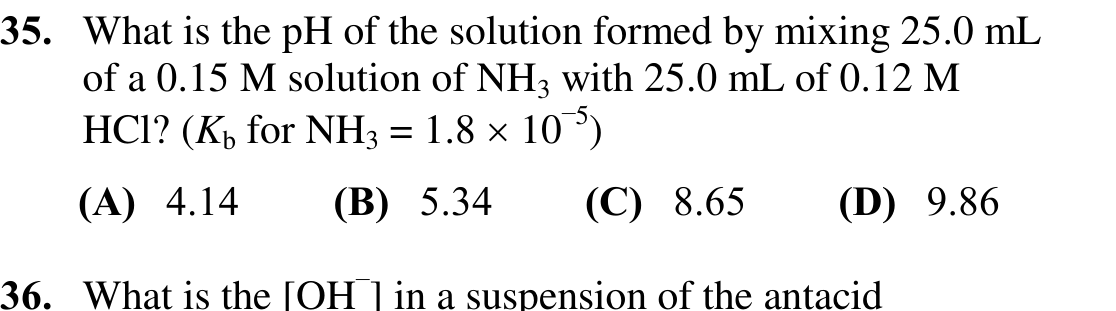 35. What is the pH of the solution formed by mixing 25.0 mL
of a 0.15 M solution of NH₃ with 25.0 mL of 0.12 M
HCl? (K_b for NH₃ = 1.8 × 10⁻⁵)
(A) 4.14 (B) 5.34 (C) 8.65 (D) 9.86
36. What is the [OH⁻] in a suspension of the antacid